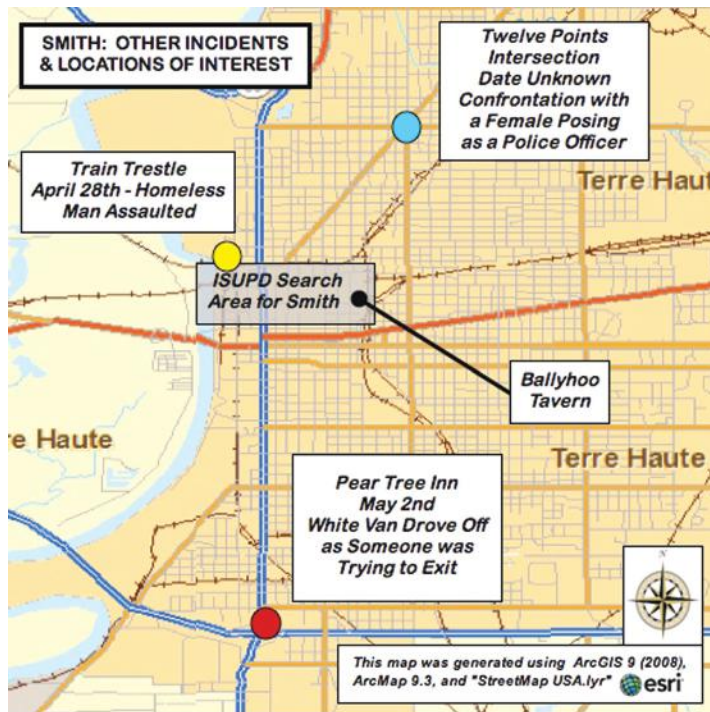 SMITH: OTHER INCIDENTS
& LOCATIONS OF INTEREST
Twelve Points
Intersection
Date Unknown
Confrontation with
a Female Posing
as a Police Officer
Train Trestle
April 28th - Homeless
Man Assaulted
Terre Haute
ISUPD Search
Area for Smith
Ballyhoo
Tavern
re Haute
Terre Haute
Pear Tree Inn
May 2nd
White Van Drove Off
as Someone was
Trying to Exit
N
This map was generated using ArcGIS 9 (2008),
ArcMap 9.3, and "StreetMap USA.lyr" esri